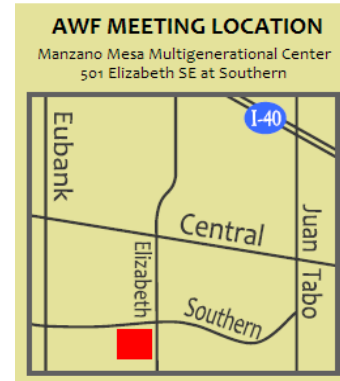 AWF MEETING LOCATION
Manzano Mesa Multigenerational Center
501 Elizabeth SE at Southern
I-40
Eubank
Juan Tabo
Central
Elizabeth
Southern